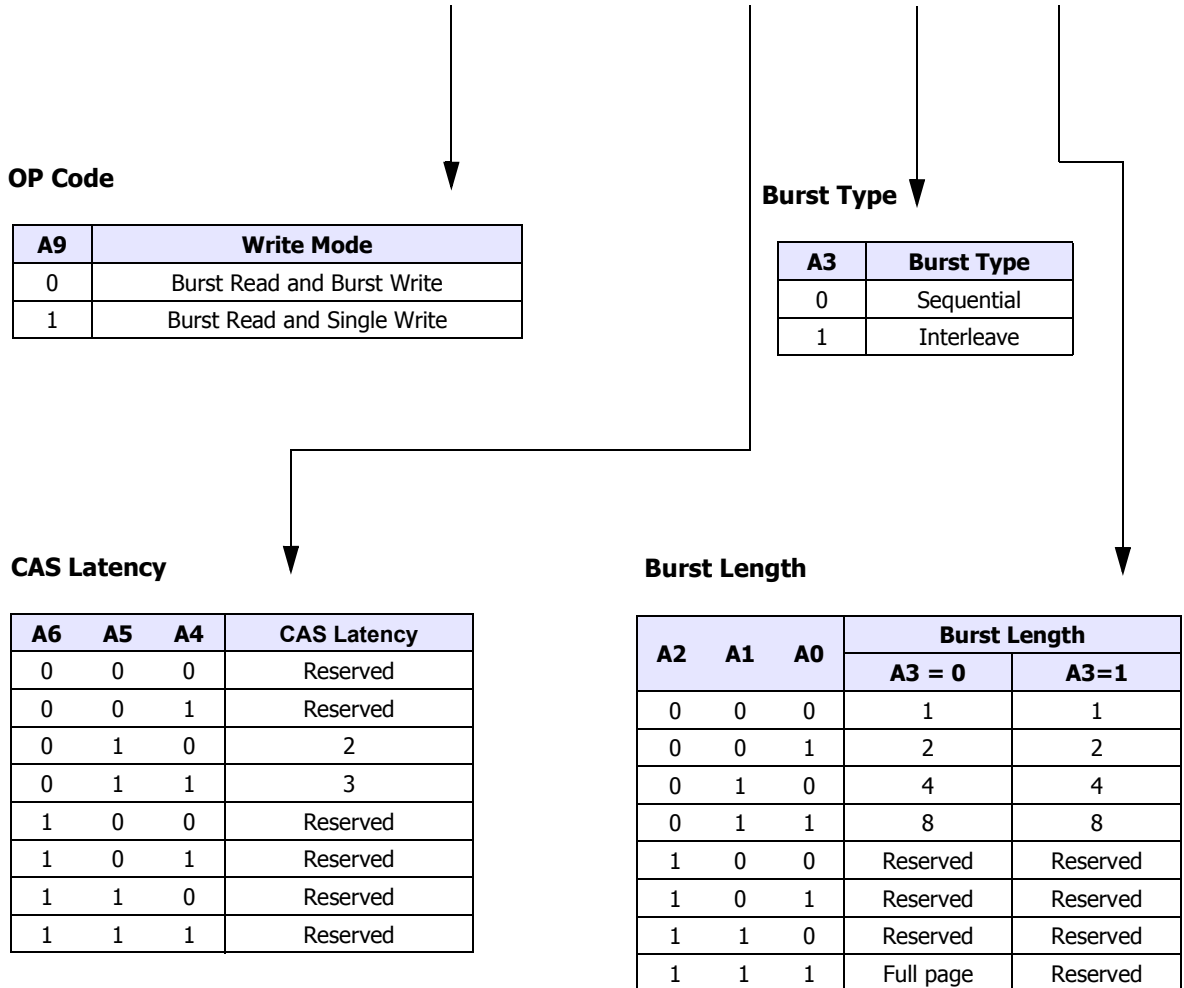 OP Code
A9 Write Mode
0 Burst Read and Burst Write
1 Burst Read and Single Write
Burst Type
A3 Burst Type
0 Sequential
1 Interleave
CAS Latency
A6 A5 A4 CAS Latency
0 0 0 Reserved
0 0 1 Reserved
0 1 0 2
0 1 1 3
1 0 0 Reserved
1 0 1 Reserved
1 1 0 Reserved
1 1 1 Reserved
Burst Length
A2 A1 A0 Burst Length
A3 = 0 A3=1
0 0 0 1 1
0 0 1 2 2
0 1 0 4 4
0 1 1 8 8
1 0 0 Reserved Reserved
1 0 1 Reserved Reserved
1 1 0 Reserved Reserved
1 1 1 Full page Reserved